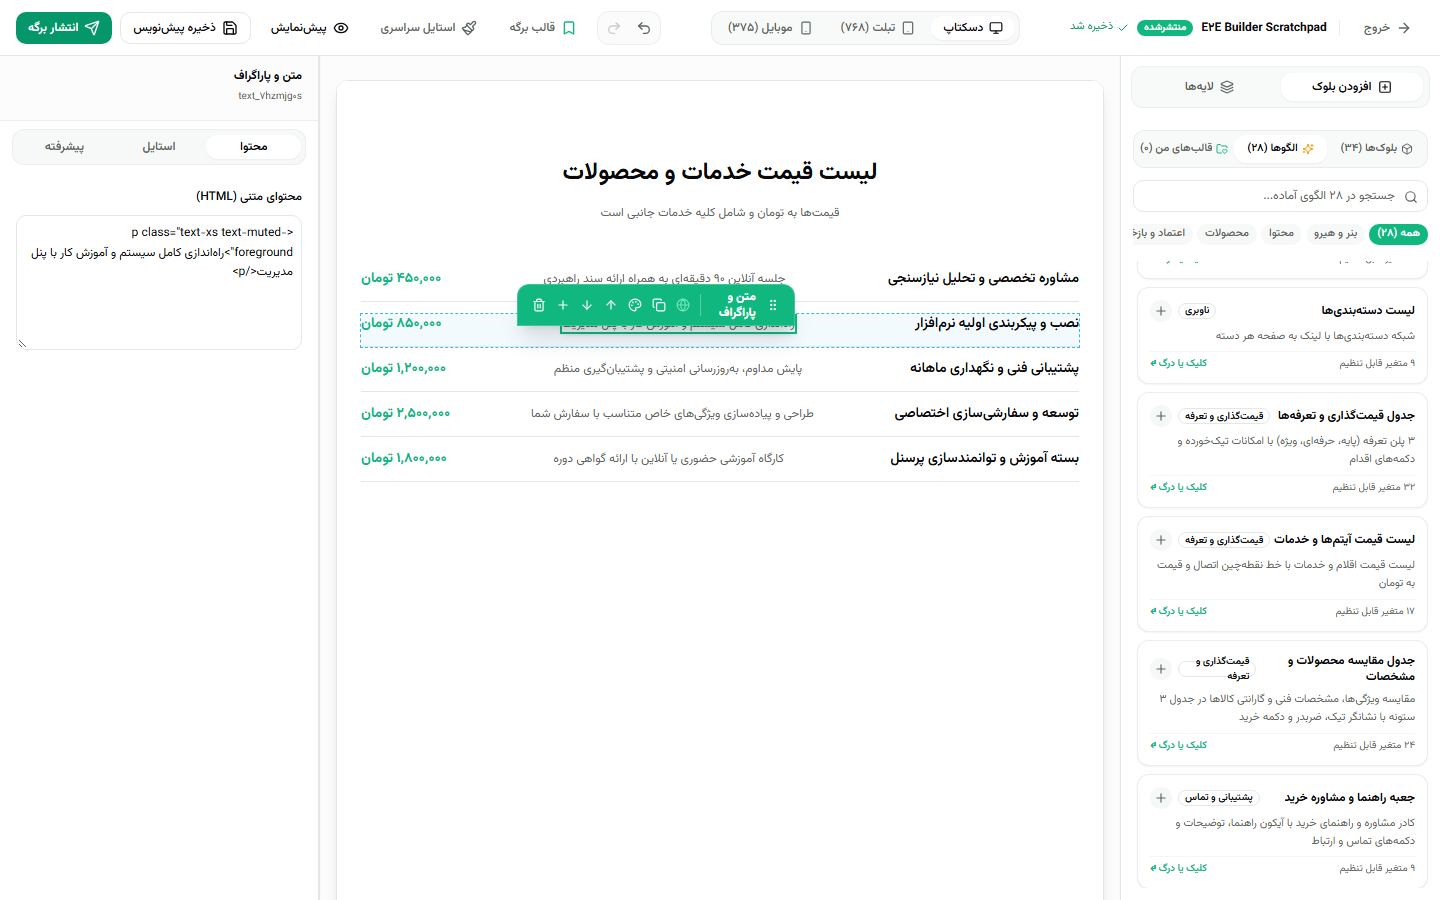 خروج
E2E Builder Scratchpad
منتشرشده
ذخیره شد
دسکتاپ
تبلت (۷۶۸)
موبایل (۳۷۵)
قالب برگه
استایل سراسری
پیش‌نمایش
ذخیره پیش‌نویس
انتشار برگه
افزودن بلوک
لایه‌ها
بلوک‌ها (۳۴)
الگوها (۲۸)
قالب‌های من (۰)
جستجو در ۲۸ الگوی آماده...
همه (۲۸)
بنر و هیرو
محتوا
محصولات
اعتماد و بازخ
لیست دسته‌بندی‌ها
ناوبری
شبکه دسته‌بندی‌ها با لینک به صفحه هر دسته
۹ متغیر قابل تنظیم
کلیک یا درگ
جدول قیمت‌گذاری و تعرفه‌ها
قیمت‌گذاری و تعرفه
۳ پلن تعرفه (پایه، حرفه‌ای، ویژه) با امکانات تیک‌خورده و
دکمه‌های اقدام
۳۲ متغیر قابل تنظیم
کلیک یا درگ
لیست قیمت آیتم‌ها و خدمات
قیمت‌گذاری و تعرفه
لیست قیمت اقلام و خدمات با خط نقطه‌چین اتصال و قیمت
به تومان
۱۷ متغیر قابل تنظیم
کلیک یا درگ
جدول مقایسه محصولات و
مشخصات
قیمت‌گذاری و
تعرفه
مقایسه ویژگی‌ها، مشخصات فنی و گارانتی کالاها در جدول ۳
ستونه با نشانگر تیک، ضربدر و دکمه خرید
۲۴ متغیر قابل تنظیم
کلیک یا درگ
جعبه راهنما و مشاوره خرید
پشتیبانی و تماس
کادر مشاوره و راهنمای خرید با آیکون راهنما، توضیحات و
دکمه‌های تماس و ارتباط
۹ متغیر قابل تنظیم
کلیک یا درگ
لیست قیمت خدمات و محصولات
قیمت‌ها به تومان و شامل کلیه خدمات جانبی است
مشاوره تخصصی و تحلیل نیازسنجی
جلسه آنلاین ۹۰ دقیقه‌ای به همراه ارائه سند راهبردی
۴۵۰,۰۰۰ تومان
متن و
پاراگراف
نصب و پیکربندی اولیه نرم‌افزار
۸۵۰,۰۰۰ تومان
پشتیبانی فنی و نگهداری ماهانه
پایش مداوم، به‌روزرسانی امنیتی و پشتیبان‌گیری منظم
۱,۲۰۰,۰۰۰ تومان
توسعه و سفارشی‌سازی اختصاصی
طراحی و پیاده‌سازی ویژگی‌های خاص متناسب با سفارش شما
۲,۵۰۰,۰۰۰ تومان
بسته آموزش و توانمندسازی پرسنل
کارگاه آموزشی حضوری یا آنلاین با ارائه گواهی دوره
۱,۸۰۰,۰۰۰ تومان
متن و پاراگراف
text_۷hzmjg۰s
محتوا
استایل
پیشرفته
محتوای متنی (HTML)
<p class="text-xs text-muted-
foreground">راه‌اندازی کامل سیستم و آموزش کار با پنل
مدیریت</p>